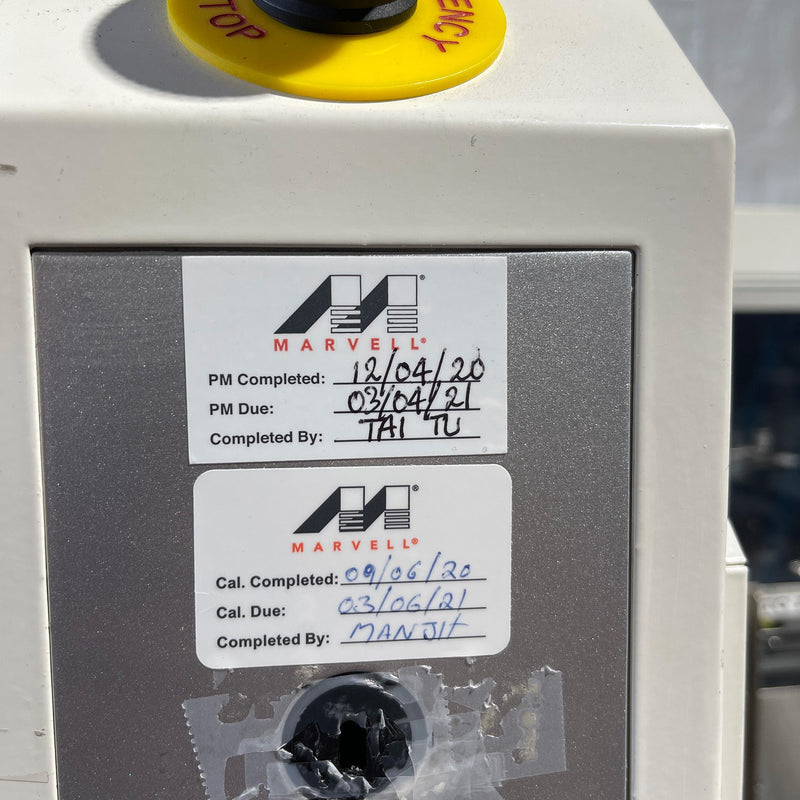 TOP
ENCY
MARVELL®
PM Completed: 12/04/20
PM Due: 03/04/21
Completed By: TAI TU
MARVELL®
Cal. Completed: 09/06/20
Cal. Due: 03/06/21
Completed By: MANJIT